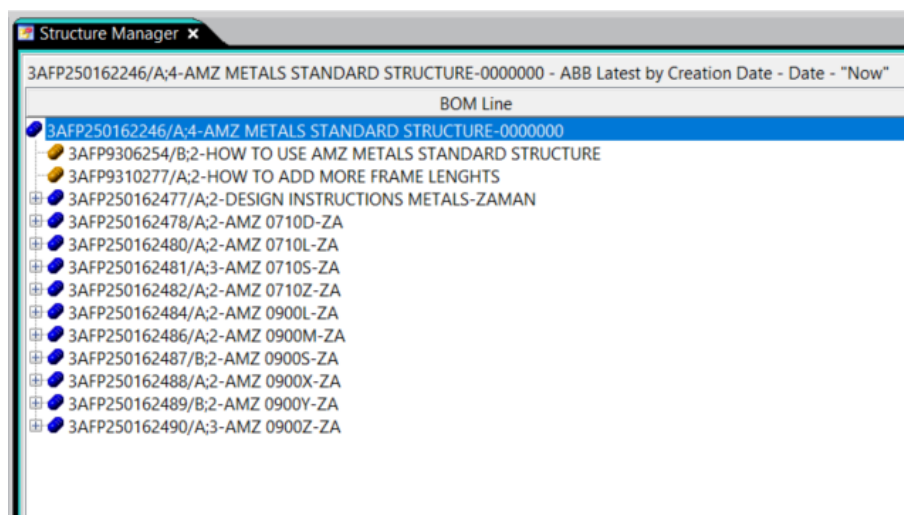 Structure Manager
3AFP250162246/A;4-AMZ METALS STANDARD STRUCTURE-0000000 - ABB Latest by Creation Date - Date - "Now"
BOM Line
3AFP250162246/A;4-AMZ METALS STANDARD STRUCTURE-0000000
3AFP9306254/B;2-HOW TO USE AMZ METALS STANDARD STRUCTURE
3AFP9310277/A;2-HOW TO ADD MORE FRAME LENGHTS
3AFP250162477/A;2-DESIGN INSTRUCTIONS METALS-ZAMAN
3AFP250162478/A;2-AMZ 0710D-ZA
3AFP250162480/A;2-AMZ 0710L-ZA
3AFP250162481/A;3-AMZ 0710S-ZA
3AFP250162482/A;2-AMZ 0710Z-ZA
3AFP250162484/A;2-AMZ 0900L-ZA
3AFP250162486/A;2-AMZ 0900M-ZA
3AFP250162487/B;2-AMZ 0900S-ZA
3AFP250162488/A;2-AMZ 0900X-ZA
3AFP250162489/B;2-AMZ 0900Y-ZA
3AFP250162490/A;3-AMZ 0900Z-ZA